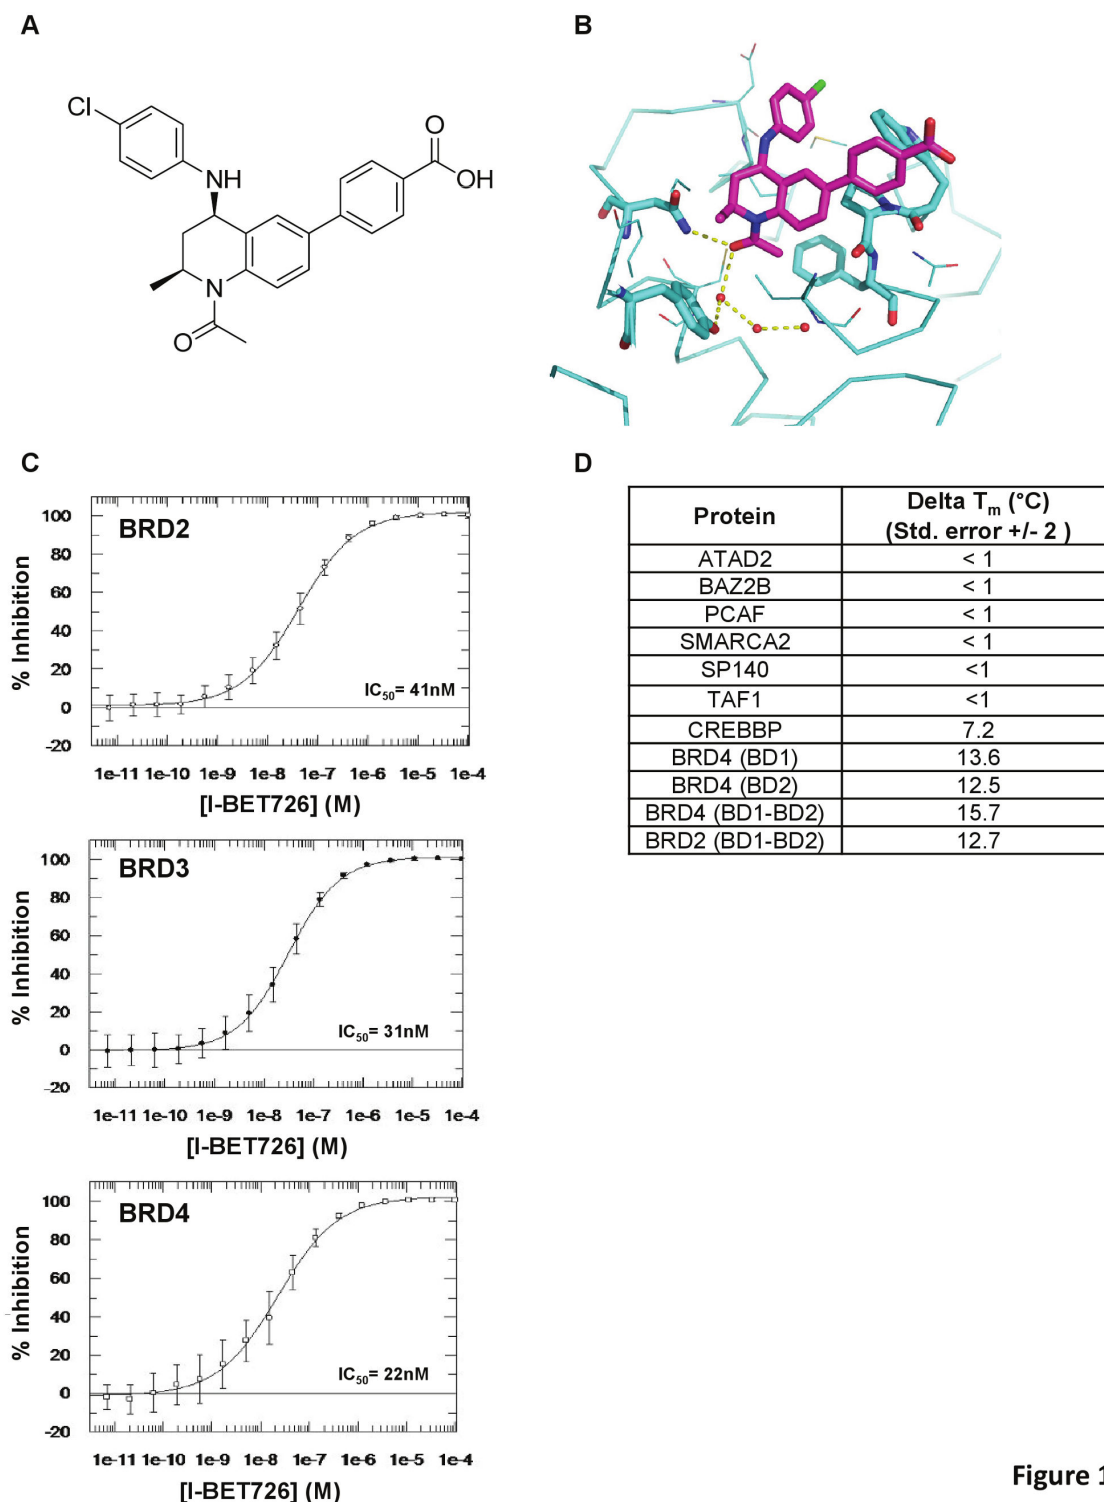 A
B
Cl
NH
O
OH
N
O
C
D
BRD2
% Inhibition
100
80
60
40
20
0
-20
IC50= 41nM
1e-11 1e-10 1e-9 1e-8 1e-7 1e-6 1e-5 1e-4
[I-BET726] (M)
BRD3
% Inhibition
100
80
60
40
20
0
-20
IC50= 31nM
1e-11 1e-10 1e-9 1e-8 1e-7 1e-6 1e-5 1e-4
[I-BET726] (M)
BRD4
% Inhibition
100
80
60
40
20
0
-20
IC50= 22nM
1e-11 1e-10 1e-9 1e-8 1e-7 1e-6 1e-5 1e-4
[I-BET726] (M)
Protein Delta Tm (°C)
(Std. error +/- 2 )
ATAD2 < 1
BAZ2B < 1
PCAF < 1
SMARCA2 < 1
SP140 <1
TAF1 <1
CREBBP 7.2
BRD4 (BD1) 13.6
BRD4 (BD2) 12.5
BRD4 (BD1-BD2) 15.7
BRD2 (BD1-BD2) 12.7
Figure 1